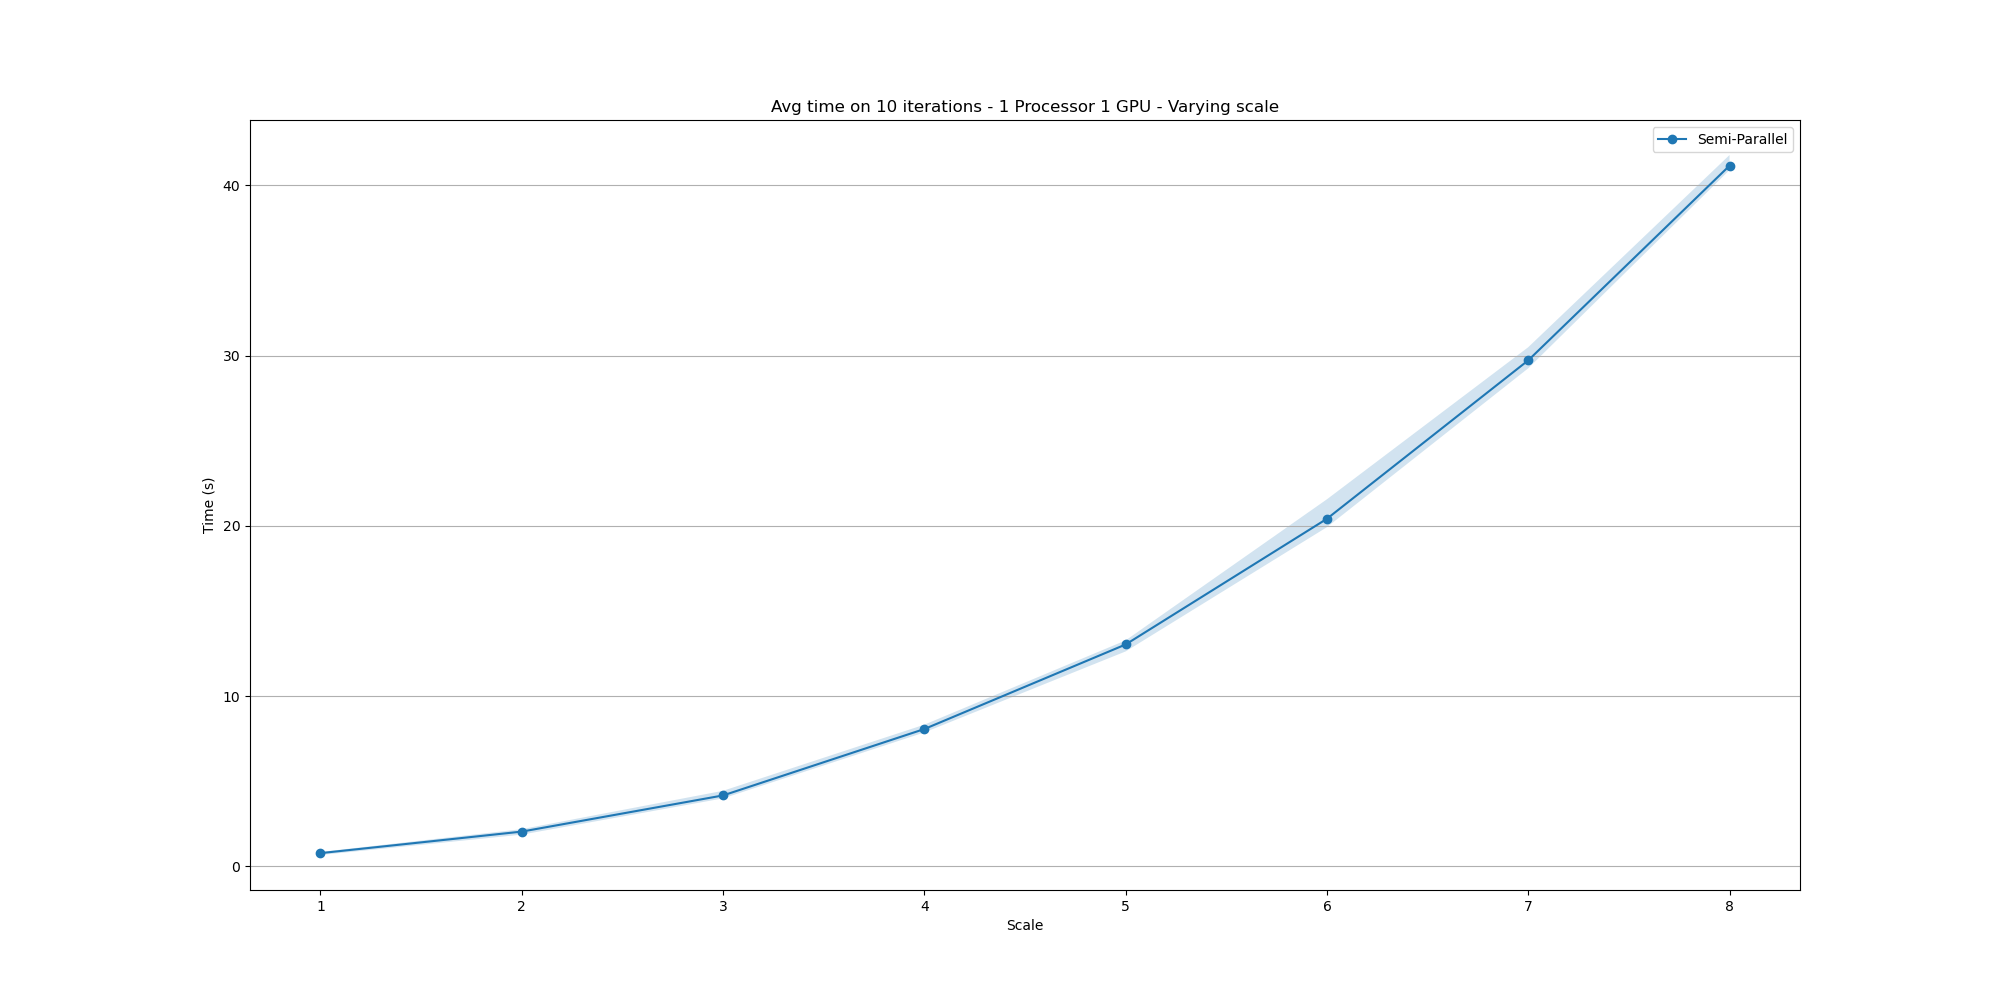 Avg time on 10 iterations - 1 Processor 1 GPU - Varying scale
Semi-Parallel
40
30
20
10
0
Time (s)
1 2 3 4 5 6 7 8
Scale